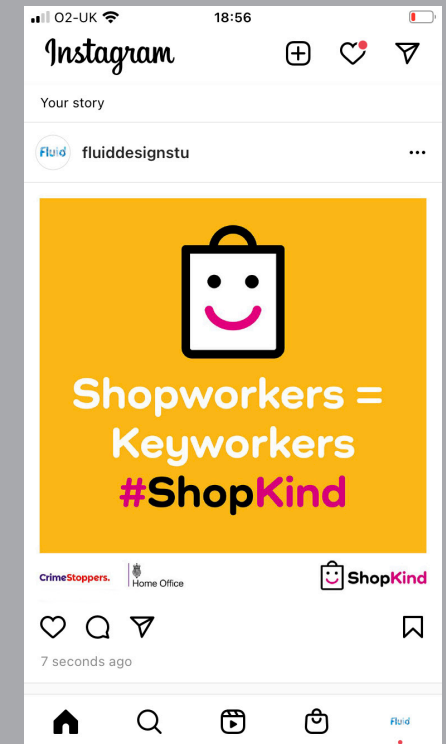 O2-UK 18:56
Instagram
Your story
Fluid fluiddesignstu
Shopworkers =
Keyworkers
#ShopKind
CrimeStoppers. Home Office ShopKind
7 seconds ago
Fluid